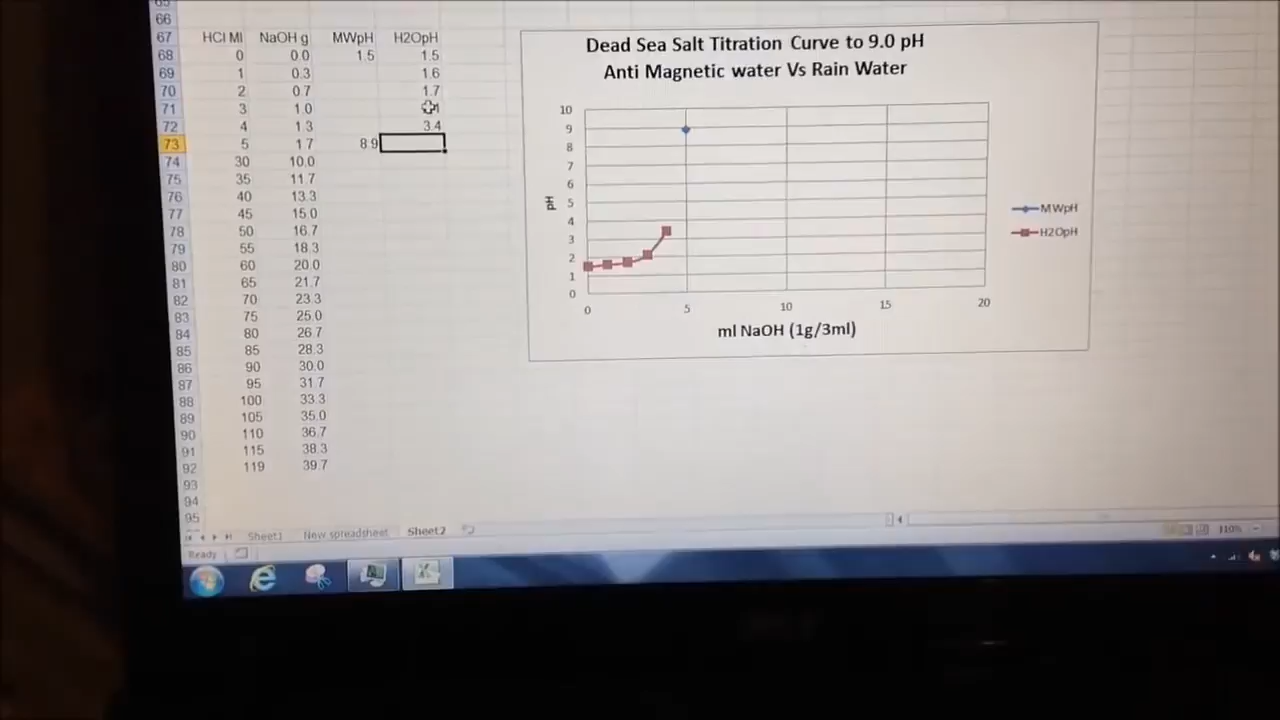 66
67 HCl Ml NaOH g MWpH H2OpH
68 0 0.0 1.5 1.5
69 1 0.3 1.6
70 2 0.7 1.7
71 3 1.0
72 4 1.3 3.4
73 5 1.7 8.9
74 30 10.0
75 35 11.7
76 40 13.3
77 45 15.0
78 50 16.7
79 55 18.3
80 60 20.0
81 65 21.7
82 70 23.3
83 75 25.0
84 80 26.7
85 85 28.3
86 90 30.0
87 95 31.7
88 100 33.3
89 105 35.0
90 110 36.7
91 115 38.3
92 119 39.7
93
94
95
Dead Sea Salt Titration Curve to 9.0 pH
Anti Magnetic water Vs Rain Water
10
9
8
7
6
5
4
3
2
1
0
pH
0 5 10 15 20
ml NaOH (1g/3ml)
MWpH
H2OpH
Sheet1 New spreadsheet Sheet2
Ready
110%